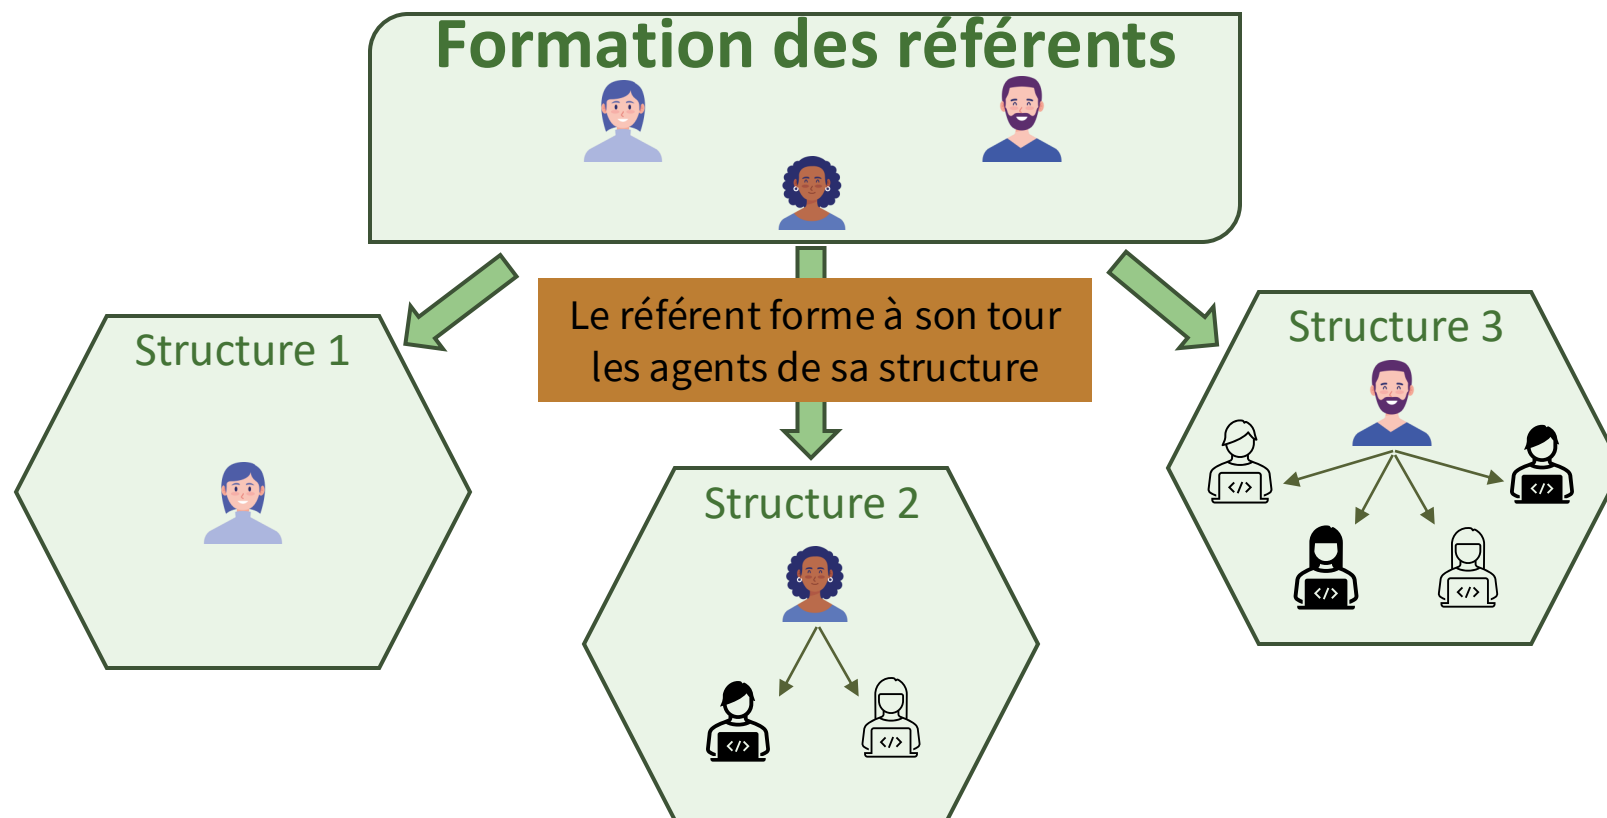 Formation des référents
Le référent forme à son tour
les agents de sa structure
Structure 1
Structure 2
Structure 3
</>
</>
</>
</>
</>
</>